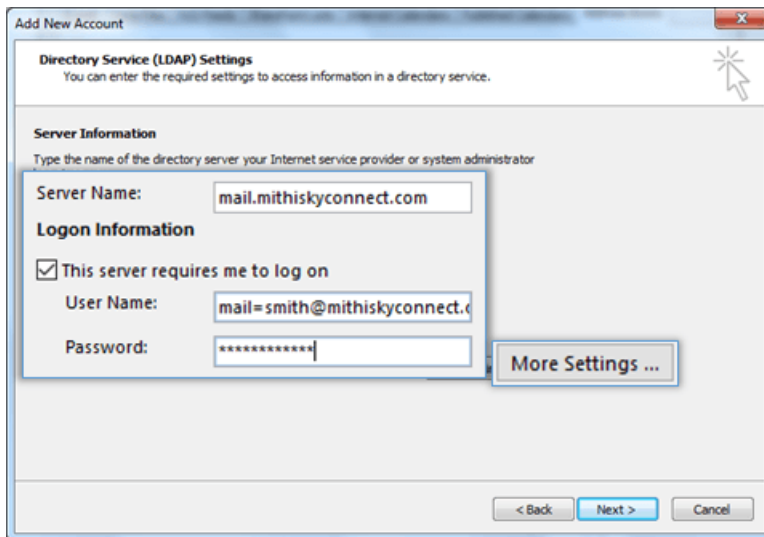 Add New Account
Directory Service (LDAP) Settings
You can enter the required settings to access information in a directory service.
Server Information
Type the name of the directory server your Internet service provider or system administrator
Server Name: mail.mithiskyconnect.com
Logon Information
This server requires me to log on
User Name: mail=smith@mithiskyconnect.
Password: ************
More Settings ...
< Back Next > Cancel